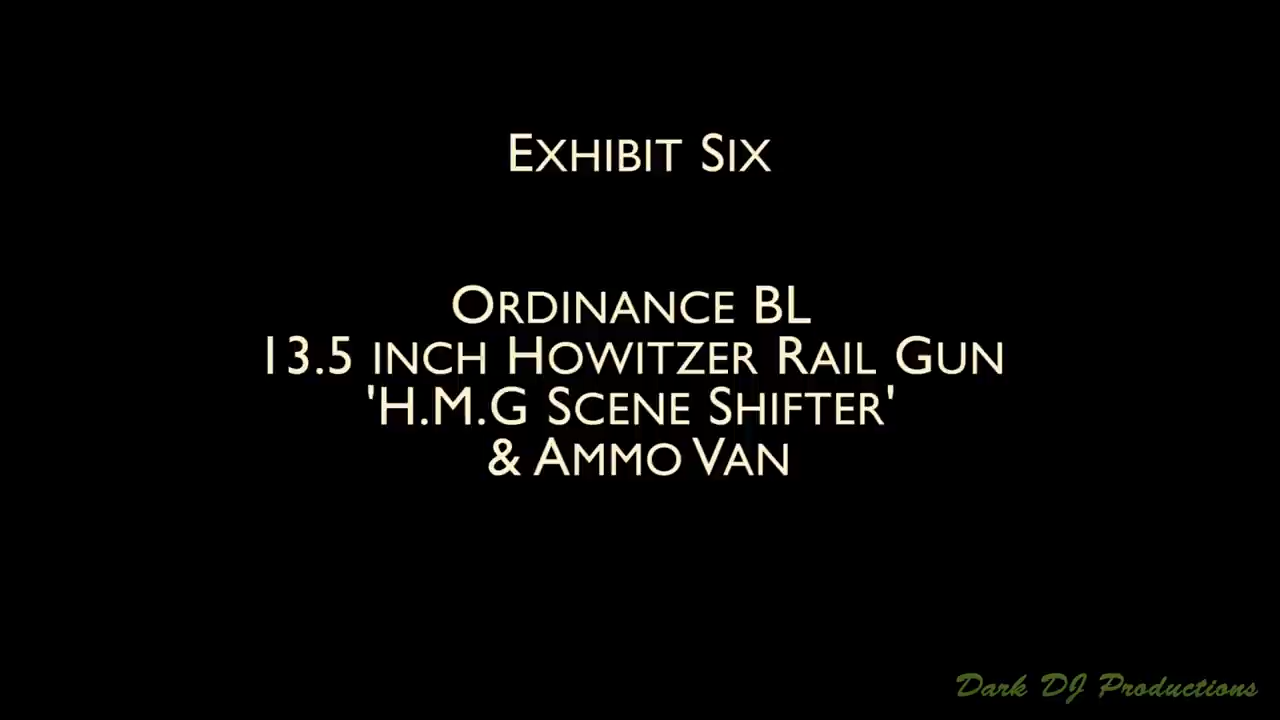 Exhibit Six
Ordinance BL
13.5 inch Howitzer Rail Gun
'H.M.G Scene Shifter'
& Ammo Van
Dark DJ Productions